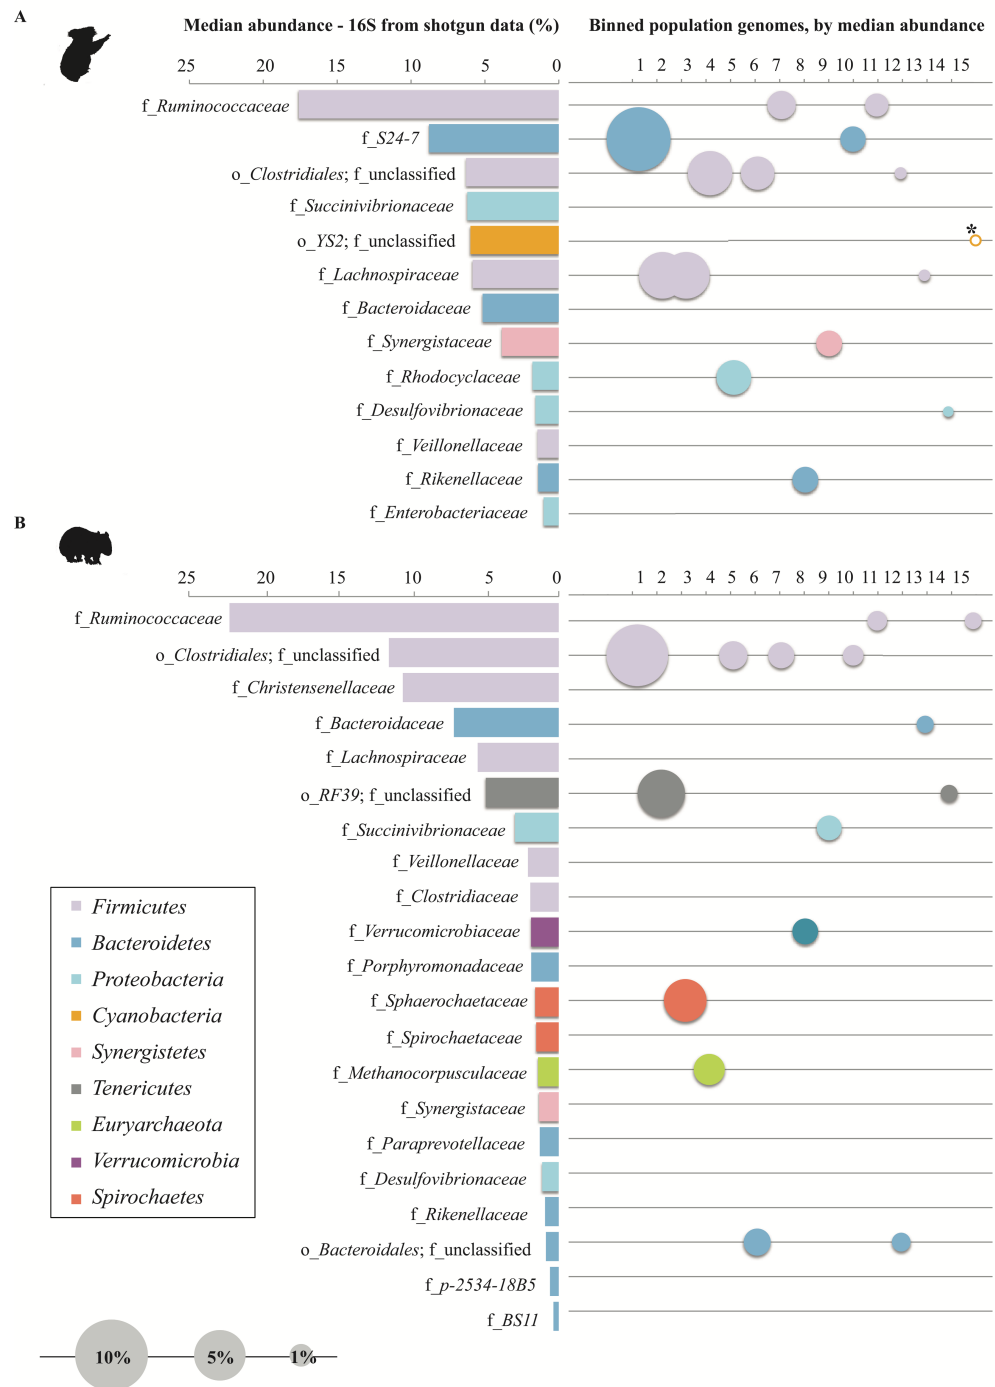 A
Median abundance - 16S from shotgun data (%)
Binned population genomes, by median abundance
25 20 15 10 5 0
1 2 3 4 5 6 7 8 9 10 11 12 13 14 15
f_Ruminococcaceae
f_S24-7
o_Clostridiales; f_unclassified
f_Succinivibrionaceae
o_YS2; f_unclassified
*
f_Lachnospiraceae
f_Bacteroidaceae
f_Synergistaceae
f_Rhodocyclaceae
f_Desulfovibrionaceae
f_Veillonellaceae
f_Rikenellaceae
f_Enterobacteriaceae
B
25 20 15 10 5 0
1 2 3 4 5 6 7 8 9 10 11 12 13 14 15
f_Ruminococcaceae
o_Clostridiales; f_unclassified
f_Christensenellaceae
f_Bacteroidaceae
f_Lachnospiraceae
o_RF39; f_unclassified
f_Succinivibrionaceae
f_Veillonellaceae
f_Clostridiaceae
f_Verrucomicrobiaceae
f_Porphyromonadaceae
f_Sphaerochaetaceae
f_Spirochaetaceae
f_Methanocorpusculaceae
f_Synergistaceae
f_Paraprevotellaceae
f_Desulfovibrionaceae
f_Rikenellaceae
o_Bacteroidales; f_unclassified
f_p-2534-18B5
f_BS11
Firmicutes
Bacteroidetes
Proteobacteria
Cyanobacteria
Synergistetes
Tenericutes
Euryarchaeota
Verrucomicrobia
Spirochaetes
10% 5% 1%